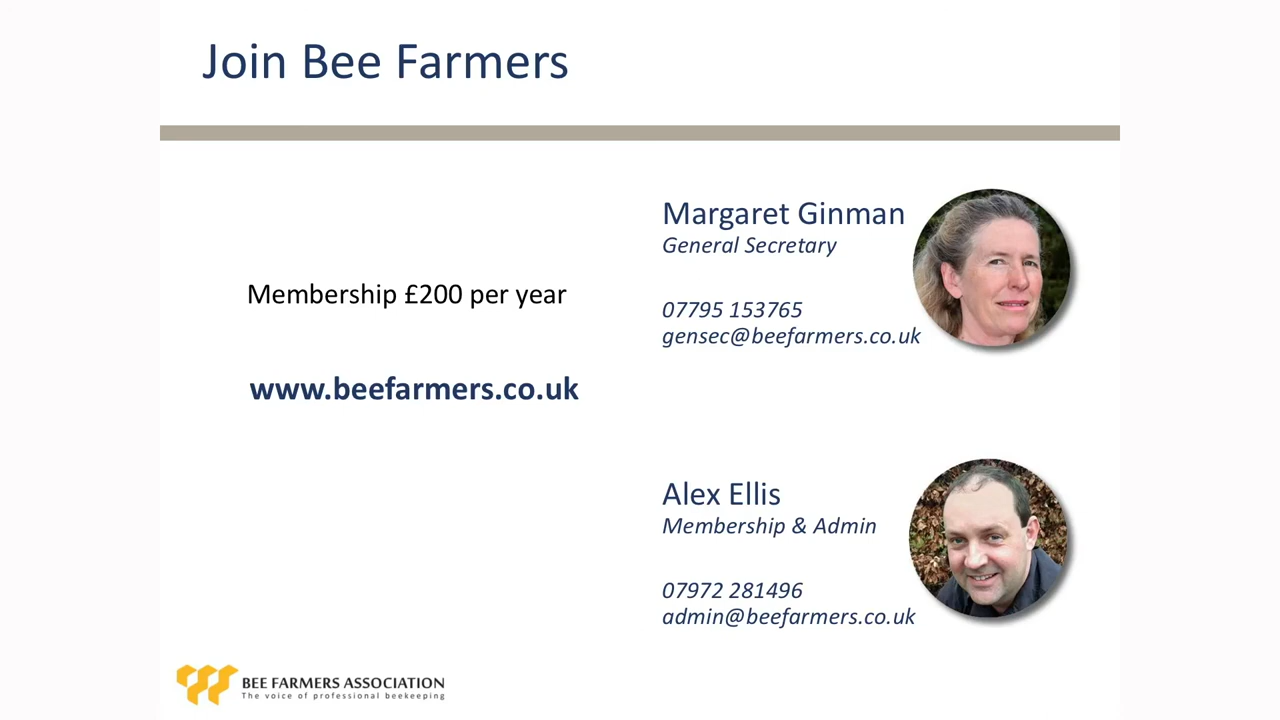 Join Bee Farmers
Membership £200 per year
www.beefarmers.co.uk
Margaret Ginman
General Secretary
07795 153765
gensec@beefarmers.co.uk
Alex Ellis
Membership & Admin
07972 281496
admin@beefarmers.co.uk
BEE FARMERS ASSOCIATION
The voice of professional beekeeping